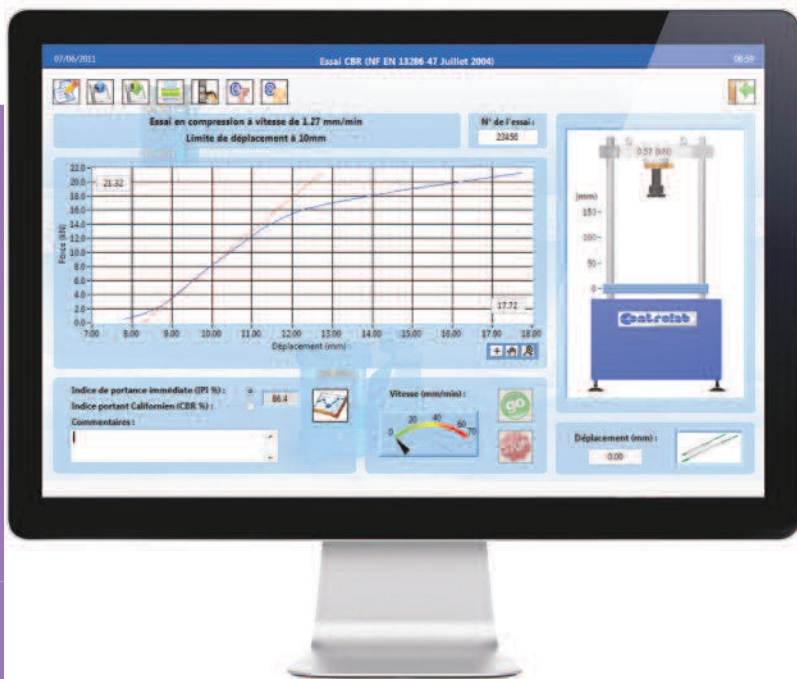 07/06/2011
Essai CBR (NF EN 13286-47 Juillet 2004)
08:59
Essai en compression à vitesse de 1.27 mm/min
Limite de déplacement à 10mm
N° de l'essai :
23456
22.0
20.0
18.0
16.0
14.0
12.0
10.0
8.0
6.0
4.0
2.0
0.0
Force (kN)
21.32
17.72
7.00 8.00 9.00 10.00 11.00 12.00 13.00 14.00 15.00 16.00 17.00 18.00
Déplacement (mm) :
0.57 (kN)
(mm)
150
100
50
0
Controlab
Indice de portance immédiate (IPI %) :
Indice portant Californien (CBR %) :
86.4
Commentaires :
Vitesse (mm/min) :
0 20 40 60 70
go
Déplacement (mm) :
0.00